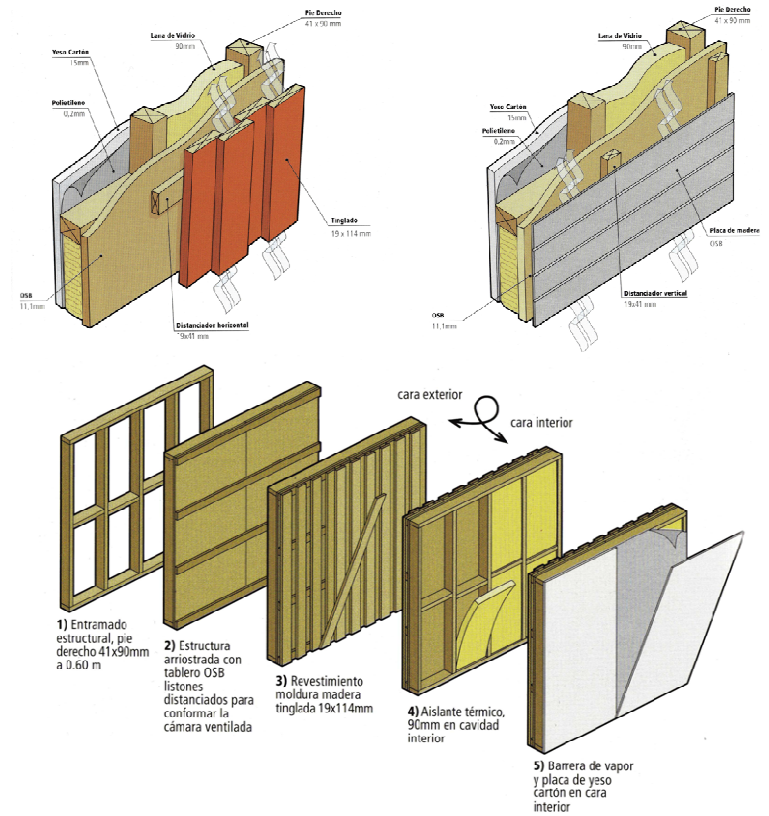 Pie Derecho
41 x 90 mm
Lana de Vidrio
90mm
Yeso Cartón
15mm
Polietileno
0,2mm
Tinglado
19 x 114 mm
OSB
11,1mm
Distanciador horizontal
19x41 mm
Pie Derecho
41 x 90 mm
Lana de Vidrio
90mm
Yeso Cartón
15mm
Polietileno
0.2mm
Placa de madera
OSB
Distanciador vertical
19x41 mm
OSB
11,1mm
cara exterior
cara interior
1) Entramado
estructural, pie
derecho 41x90mm
a 0.60 m
2) Estructura
arriostrada con
tablero OSB
listones
distanciados para
conformar la
cámara ventilada
3) Revestimiento
moldura madera
tinglada 19x114mm
4) Aislante térmico,
90mm en cavidad
interior
5) Barrera de vapor
y placa de yeso
cartón en cara
interior